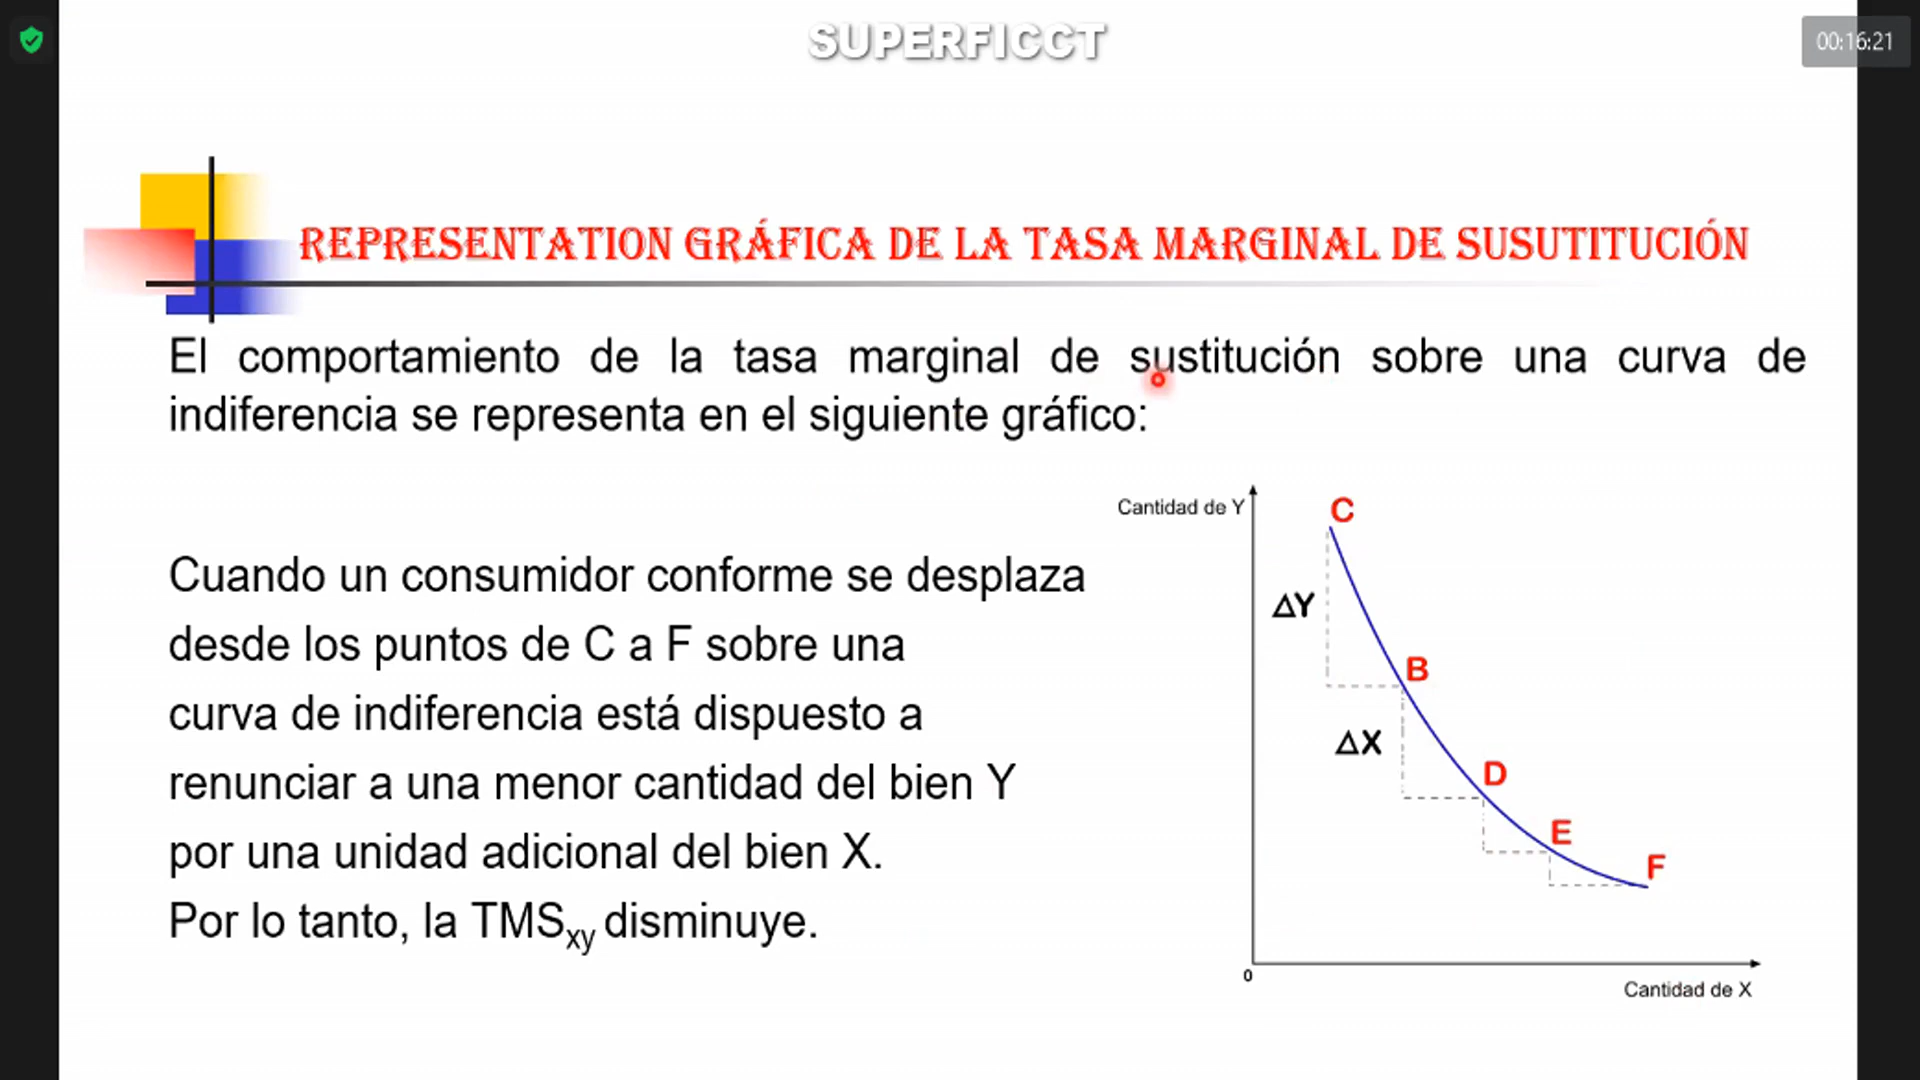 SUPERFICCT
00:16:21
REPRESENTATION GRÁFICA DE LA TASA MARGINAL DE SUSUTITUCIÓN
El comportamiento de la tasa marginal de sustitución sobre una curva de
indiferencia se representa en el siguiente gráfico:
Cuando un consumidor conforme se desplaza
desde los puntos de C a F sobre una
curva de indiferencia está dispuesto a
renunciar a una menor cantidad del bien Y
por una unidad adicional del bien X.
Por lo tanto, la TMSxy disminuye.
Cantidad de Y
C
ΔY
B
ΔX
D
E
F
0
Cantidad de X